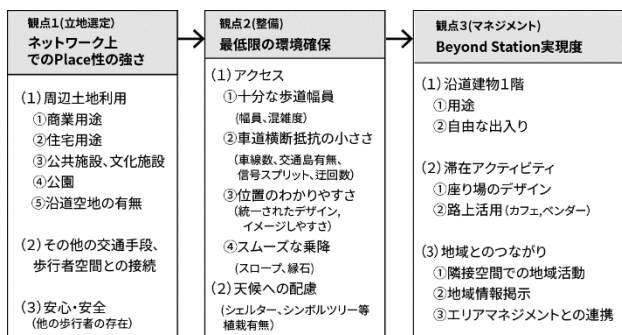 観点1(立地選定)
ネットワーク上
でのPlace性の強さ
(1)周辺土地利用
①商業用途
②住宅用途
③公共施設、文化施設
④公園
⑤沿道空地の有無
(2)その他の交通手段、
歩行者空間との接続
(3)安心・安全
(他の歩行者の存在)
観点2(整備)
最低限の環境確保
(1)アクセス
①十分な歩道幅員
(幅員、混雑度)
②車道横断抵抗の小ささ
(車線数、交通島有無、
信号スプリット、迂回数)
③位置のわかりやすさ
(統一されたデザイン,
イメージしやすさ)
④スムーズな乗降
(スロープ、縁石)
(2)天候への配慮
(シェルター、シンボルツリー等
植栽有無)
観点3(マネジメント)
Beyond Station実現度
(1)沿道建物1階
①用途
②自由な出入り
(2)滞在アクティビティ
①座り場のデザイン
②路上活用(カフェ,ベンダー)
(3)地域とのつながり
①隣接空間での地域活動
②地域情報掲示
③エリアマネジメントとの連携